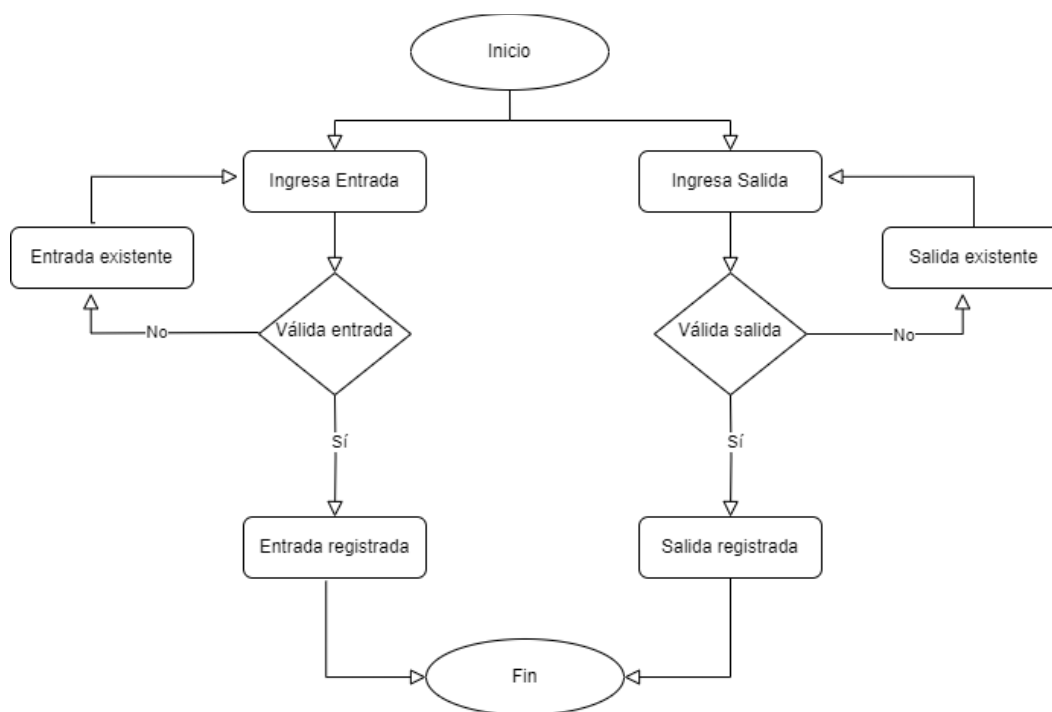 Inicio
Ingresa Entrada
Ingresa Salida
Entrada existente
Salida existente
Válida entrada
Válida salida
No
No
Sí
Sí
Entrada registrada
Salida registrada
Fin